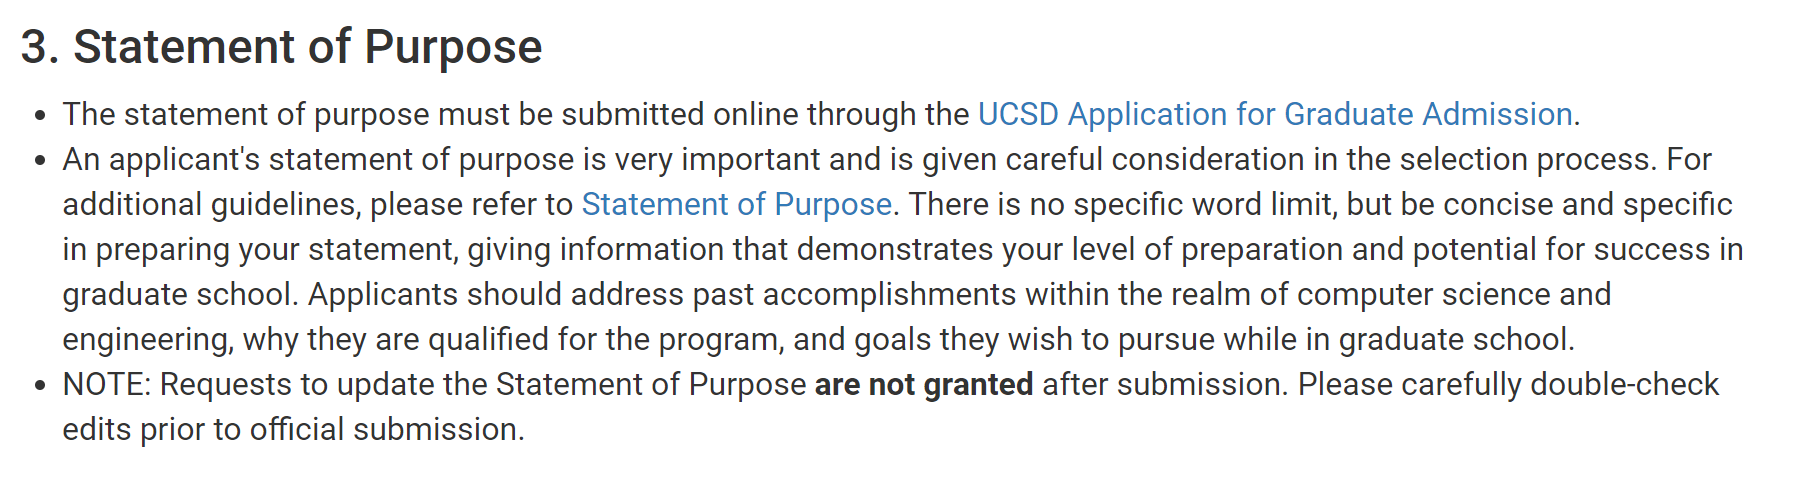 3. Statement of Purpose
• The statement of purpose must be submitted online through the UCSD Application for Graduate Admission.
• An applicant's statement of purpose is very important and is given careful consideration in the selection process. For
additional guidelines, please refer to Statement of Purpose. There is no specific word limit, but be concise and specific
in preparing your statement, giving information that demonstrates your level of preparation and potential for success in
graduate school. Applicants should address past accomplishments within the realm of computer science and
engineering, why they are qualified for the program, and goals they wish to pursue while in graduate school.
• NOTE: Requests to update the Statement of Purpose are not granted after submission. Please carefully double-check
edits prior to official submission.